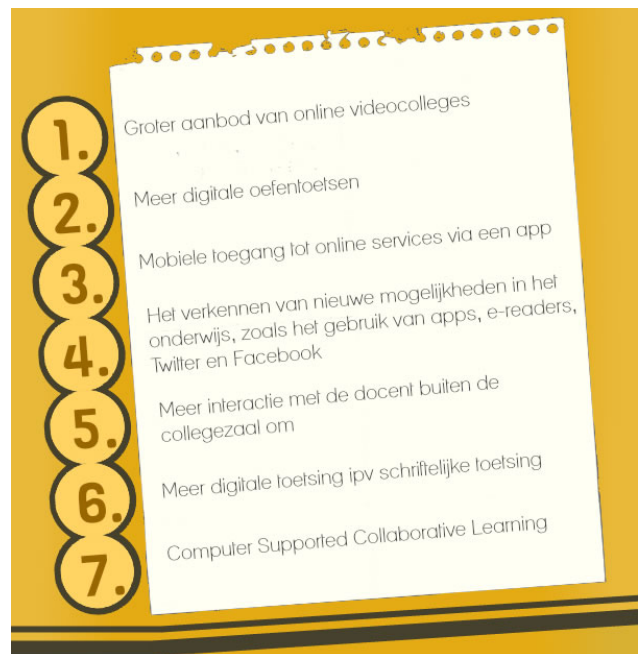 1. Groter aanbod van online videocolleges
2. Meer digitale oefentoetsen
3. Mobiele toegang tot online services via een app
4. Het verkennen van nieuwe mogelijkheden in het
onderwijs, zoals het gebruik van apps, e-readers,
Twitter en Facebook
5. Meer interactie met de docent buiten de
collegezaal om
6. Meer digitale toetsing ipv schriftelijke toetsing
7. Computer Supported Collaborative Learning